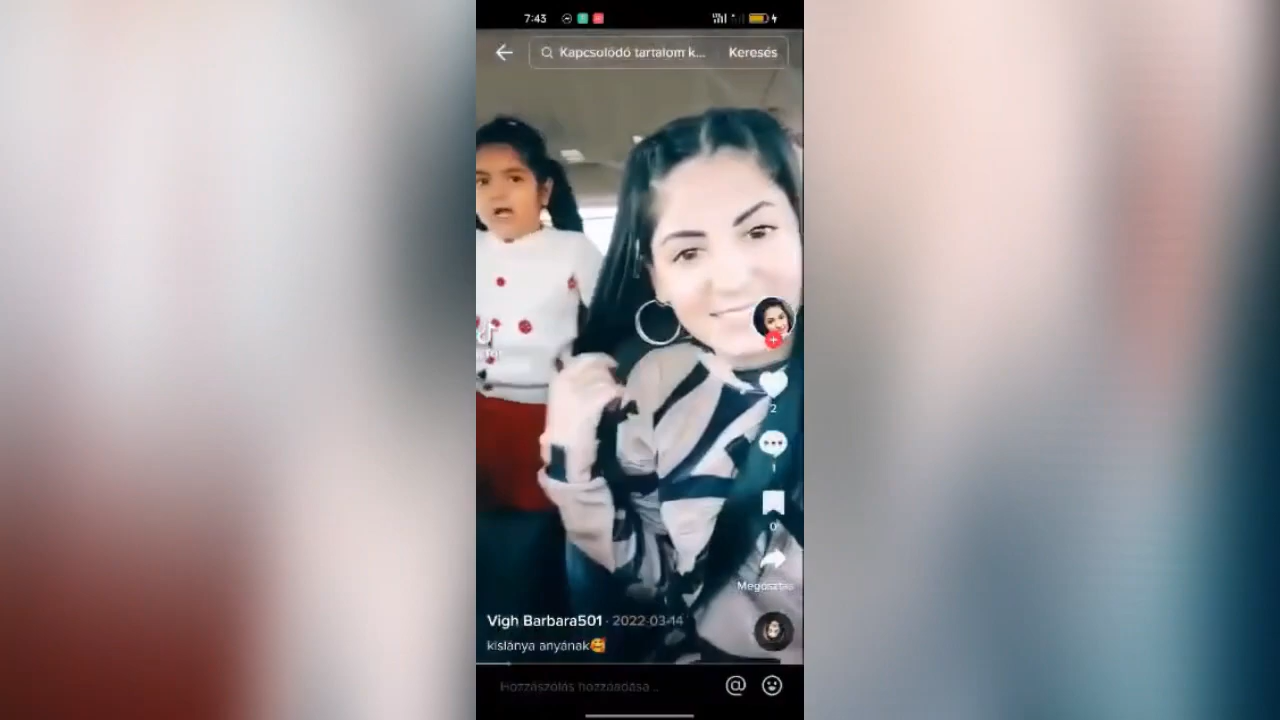 7:43
Kapcsolódó tartalom k... Keresés
2
1
0
Megosztás
Vigh Barbara501 · 2022-03-14
kislánya anyának🥰
Hozzászólás hozzáadása...